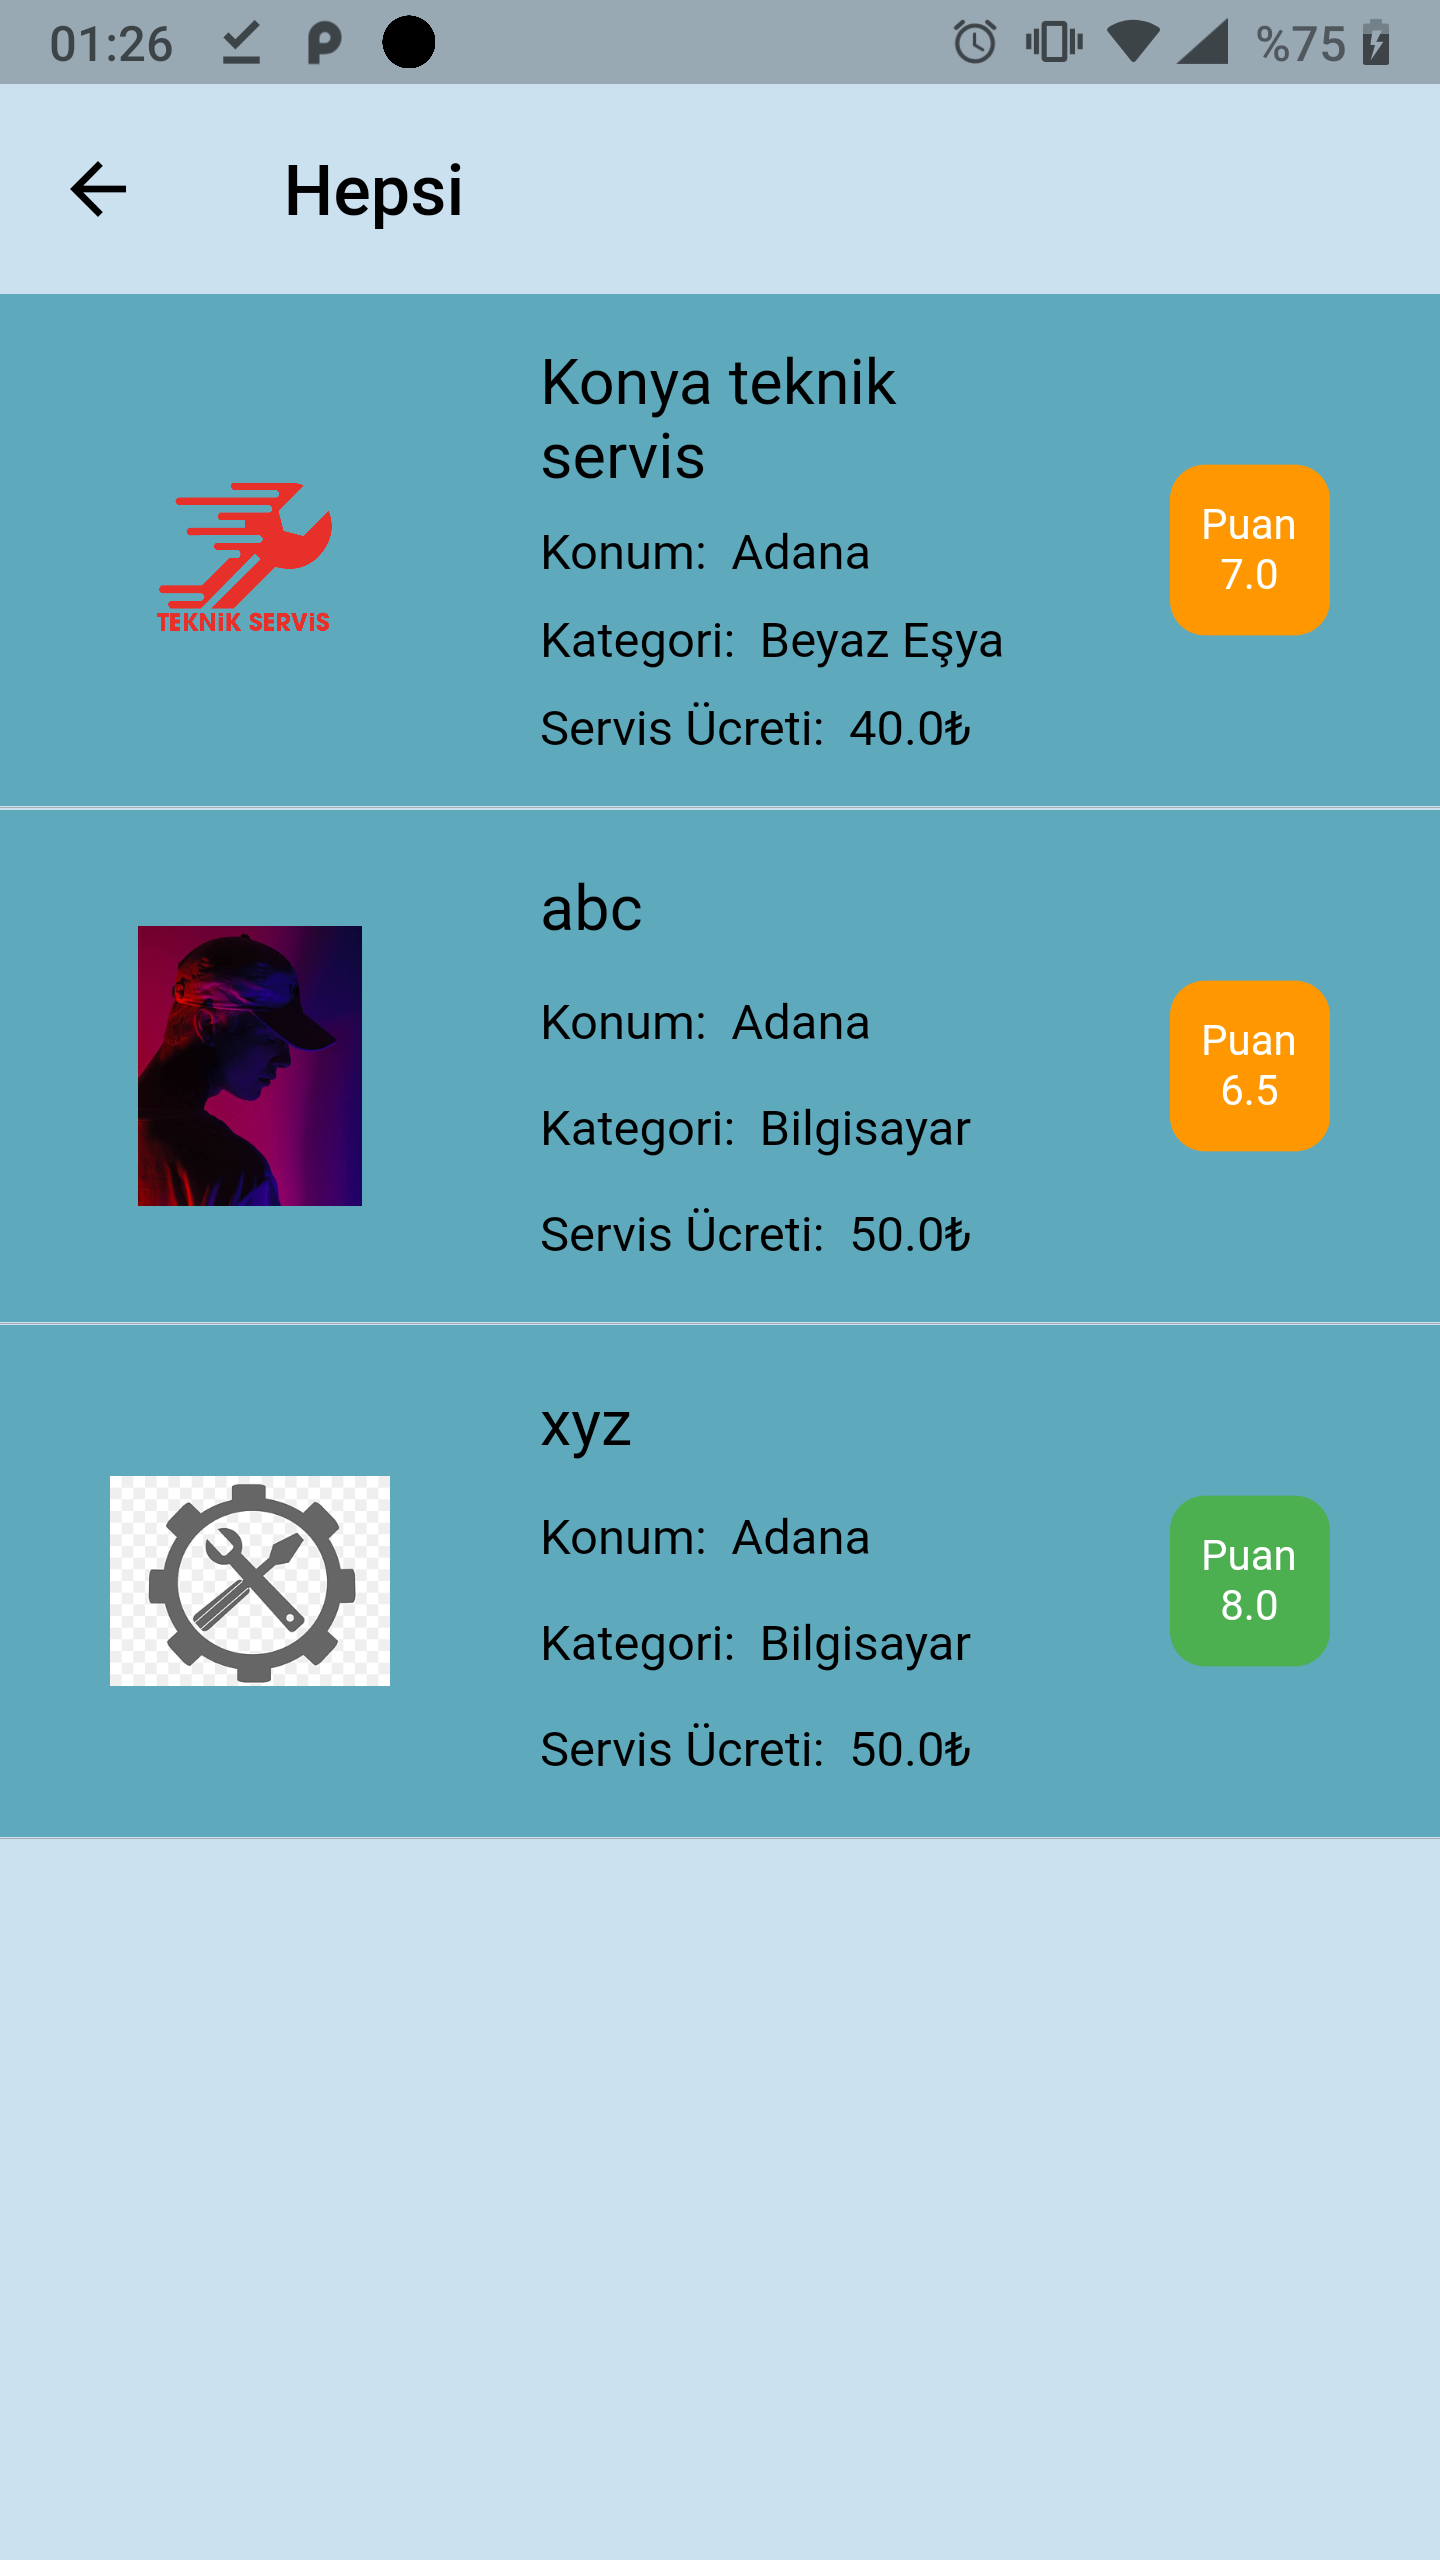 01:26 %75
Hepsi
Konya teknik
servis
Konum: Adana
Kategori: Beyaz Eşya
Servis Ücreti: 40.0₺
TEKNiK SERViS
Puan
7.0
abc
Konum: Adana
Kategori: Bilgisayar
Servis Ücreti: 50.0₺
Puan
6.5
xyz
Konum: Adana
Kategori: Bilgisayar
Servis Ücreti: 50.0₺
Puan
8.0